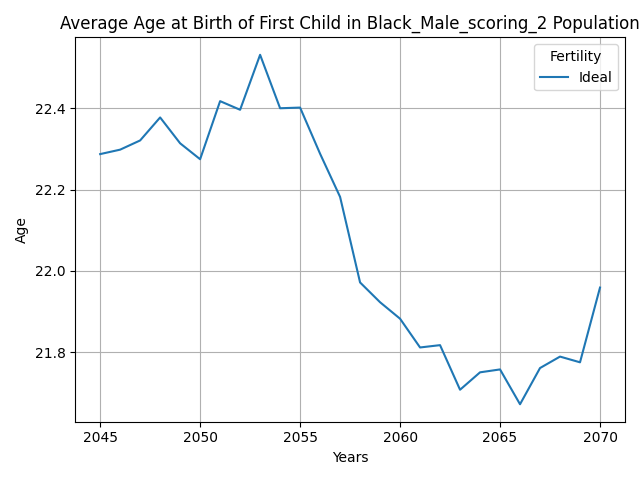 Average Age at Birth of First Child in Black_Male_scoring_2 Population
Fertility
Ideal
Age
22.4
22.2
22.0
21.8
2045 2050 2055 2060 2065 2070
Years